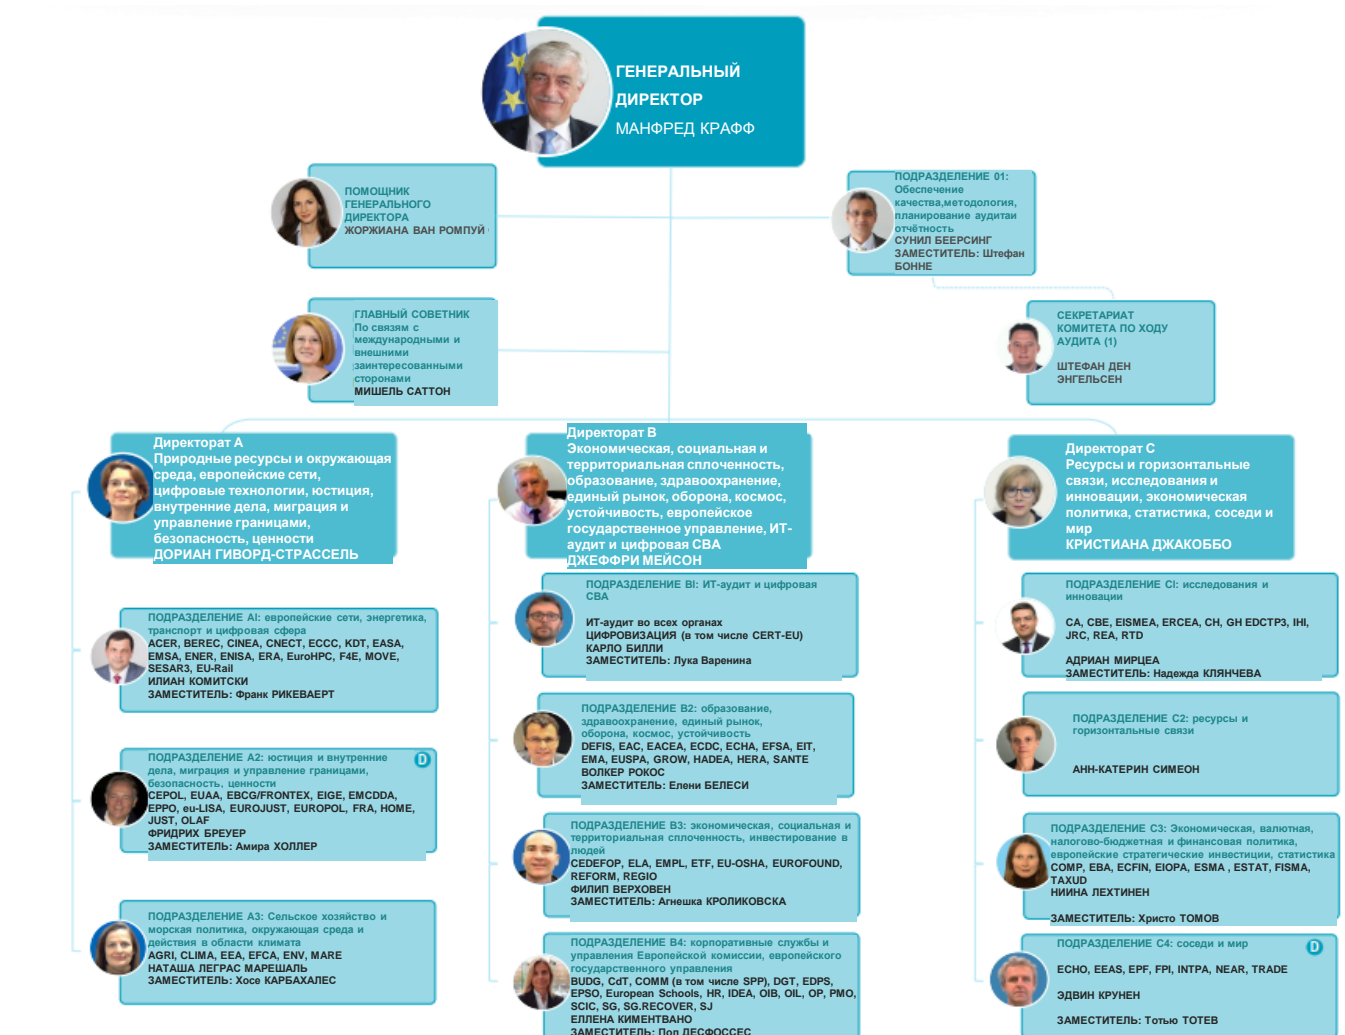 ГЕНЕРАЛЬНЫЙ
ДИРЕКТОР
МАНФРЕД КРАФФ
ПОМОЩНИК
ГЕНЕРАЛЬНОГО
ДИРЕКТОРА
ЖОРЖИАНА ВАН РОМПУЙ
ПОДРАЗДЕЛЕНИЕ 01:
Обеспечение
качества,методология,
планирование аудитаи
отчётность
СУНИЛ БЕЕРСИНГ
ЗАМЕСТИТЕЛЬ: Штефан
БОННЕ
ГЛАВНЫЙ СОВЕТНИК
По связям с
международными и
внешними
заинтересованными
сторонами
МИШЕЛЬ САТТОН
СЕКРЕТАРИАТ
КОМИТЕТА ПО ХОДУ
АУДИТА (1)
ШТЕФАН ДЕН
ЭНГЕЛЬСЕН
Директорат A
Природные ресурсы и окружающая
среда, европейские сети,
цифровые технологии, юстиция,
внутренние дела, миграция и
управление границами,
безопасность, ценности
ДОРИАН ГИВОРД-СТРАССЕЛЬ
ПОДРАЗДЕЛЕНИЕ AI: европейские сети, энергетика,
транспорт и цифровая сфера
ACER, BEREC, CINEA, CNECT, ECCC, KDT, EASA,
EMSA, ENER, ENISA, ERA, EuroHPC, F4E, MOVE,
SESAR3, EU-Rail
ИЛИАН КОМИТСКИ
ЗАМЕСТИТЕЛЬ: Франк РИКЕВАЕРТ
ПОДРАЗДЕЛЕНИЕ A2: юстиция и внутренние
дела, миграция и управление границами,
безопасность, ценности
CEPOL, EUAA, EBCG/FRONTEX, EIGE, EMCDDA,
EPPO, eu-LISA, EUROJUST, EUROPOL, FRA, HOME,
JUST, OLAF
ФРИДРИХ БРЕУЕР
ЗАМЕСТИТЕЛЬ: Амира ХОЛЛЕР
D
ПОДРАЗДЕЛЕНИЕ A3: Сельское хозяйство и
морская политика, окружающая среда и
действия в области климата
AGRI, CLIMA, EEA, EFCA, ENV, MARE
НАТАША ЛЕГРАС МАРЕШАЛЬ
ЗАМЕСТИТЕЛЬ: Хосе КАРБАХАЛЕС
Директорат B
Экономическая, социальная и
территориальная сплоченность,
образование, здравоохранение,
единый рынок, оборона, космос,
устойчивость, европейское
государственное управление, ИТ-
аудит и цифровая СВА
ДЖЕФФРИ МЕЙСОН
ПОДРАЗДЕЛЕНИЕ BI: ИТ-аудит и цифровая
СВА
ИТ-аудит во всех органах
ЦИФРОВИЗАЦИЯ (в том числе CERT-EU)
КАРЛО БИЛЛИ
ЗАМЕСТИТЕЛЬ: Лука Варенина
ПОДРАЗДЕЛЕНИЕ B2: образование,
здравоохранение, единый рынок,
оборона, космос, устойчивость
DEFIS, EAC, EACEA, ECDC, ECHA, EFSA, EIT,
EMA, EUSPA, GROW, HADEA, HERA, SANTE
ВОЛКЕР РОКОС
ЗАМЕСТИТЕЛЬ: Елени БЕЛЕСИ
ПОДРАЗДЕЛЕНИЕ B3: экономическая, социальная и
территориальная сплоченность, инвестирование в
людей
CEDEFOP, ELA, EMPL, ETF, EU-OSHA, EUROFOUND,
REFORM, REGIO
ФИЛИП ВЕРХОВЕН
ЗАМЕСТИТЕЛЬ: Агнешка КРОЛИКОВСКА
ПОДРАЗДЕЛЕНИЕ B4: корпоративные службы и
управления Европейской комиссии, европейского
государственного управления
BUDG, CdT, COMM (в том числе SPP), DGT, EDPS,
EPSO, European Schools, HR, IDEA, OIB, OIL, OP, PMO,
SCIC, SG, SG.RECOVER, SJ
ЕЛЛЕНА КИМЕНТВАНО
ЗАМЕСТИТЕЛЬ: Пол ДЕСФОССЕС
Директорат C
Ресурсы и горизонтальные
связи, исследования и
инновации, экономическая
политика, статистика, соседи и
мир
КРИСТИАНА ДЖАКОББО
ПОДРАЗДЕЛЕНИЕ CI: исследования и
инновации
CA, CBE, EISMEA, ERCEA, CH, GH EDCTP3, IHI,
JRC, REA, RTD
АДРИАН МИРЦЕА
ЗАМЕСТИТЕЛЬ: Надежда КЛЯНЧЕВА
ПОДРАЗДЕЛЕНИЕ C2: ресурсы и
горизонтальные связи
АНН-КАТЕРИН СИМЕОН
ПОДРАЗДЕЛЕНИЕ C3: Экономическая, валютная,
налогово-бюджетная и финансовая политика,
европейские стратегические инвестиции, статистика
COMP, EBA, ECFIN, EIOPA, ESMA , ESTAT, FISMA,
TAXUD
НИИНА ЛЕХТИНЕН
ЗАМЕСТИТЕЛЬ: Христо ТОМОВ
ПОДРАЗДЕЛЕНИЕ C4: соседи и мир
D
ECHO, EEAS, EPF, FPI, INTPA, NEAR, TRADE
ЭДВИН КРУНЕН
ЗАМЕСТИТЕЛЬ: Тотью ТОТЕВ